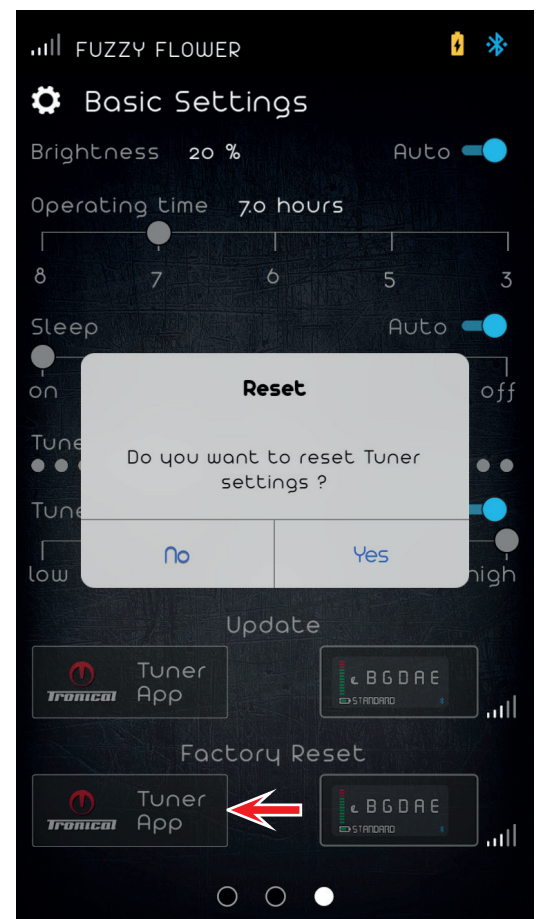 FUZZY FLOWER
Basic Settings
Brightness 20 % Auto
Operating time 7.0 hours
8 7 6 5 3
Sleep Auto
on off
Reset
Do you want to reset Tuner
settings ?
No Yes
Tune
Tune
low high
Update
Tronical Tuner App
e B G D A E
STANDARD
Factory Reset
Tronical Tuner App
e B G D A E
STANDARD